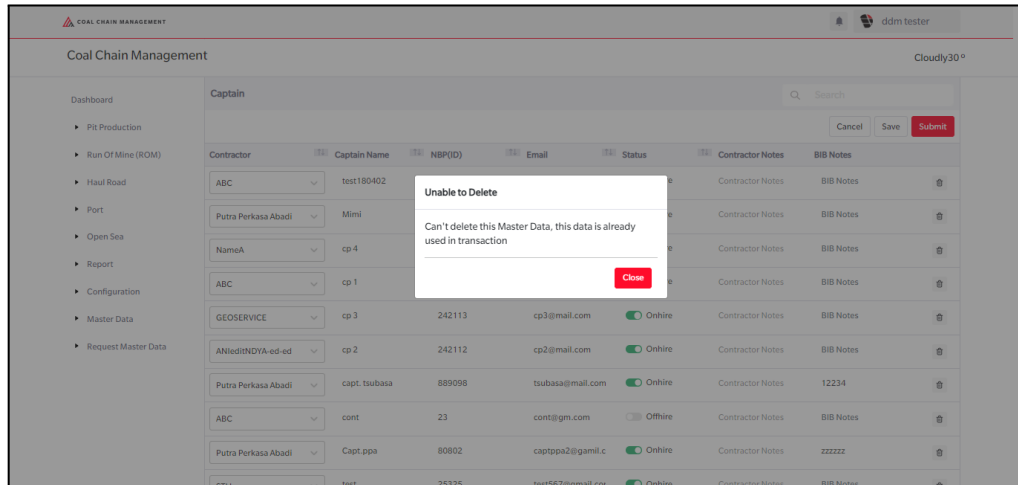 COAL CHAIN MANAGEMENT
ddm tester
Coal Chain Management
Cloudly30°
Dashboard
Pit Production
Run Of Mine (ROM)
Haul Road
Port
Open Sea
Report
Configuration
Master Data
Request Master Data
Captain
Search
Cancel Save Submit
Contractor Captain Name NBP(ID) Email Status Contractor Notes BIB Notes
ABC test180402 Contractor Notes BIB Notes
Putra Perkasa Abadi Mimi Contractor Notes BIB Notes
NameA cp 4 Contractor Notes BIB Notes
ABC cp 1 Contractor Notes BIB Notes
Unable to Delete
Can't delete this Master Data, this data is already
used in transaction
Close
GEOSERVICE cp 3 242113 cp3@mail.com Onhire Contractor Notes BIB Notes
ANIeditNDYA-ed-ed cp 2 242112 cp2@mail.com Onhire Contractor Notes BIB Notes
Putra Perkasa Abadi capt. tsubasa 889098 tsubasa@mail.com Onhire Contractor Notes 12234
ABC cont 23 cont@gm.com Offhire Contractor Notes BIB Notes
Putra Perkasa Abadi Capt.ppa 80802 captppa2@gamil.c Onhire Contractor Notes zzzzzz
test 25325 Onhire Contractor Notes BIB Notes